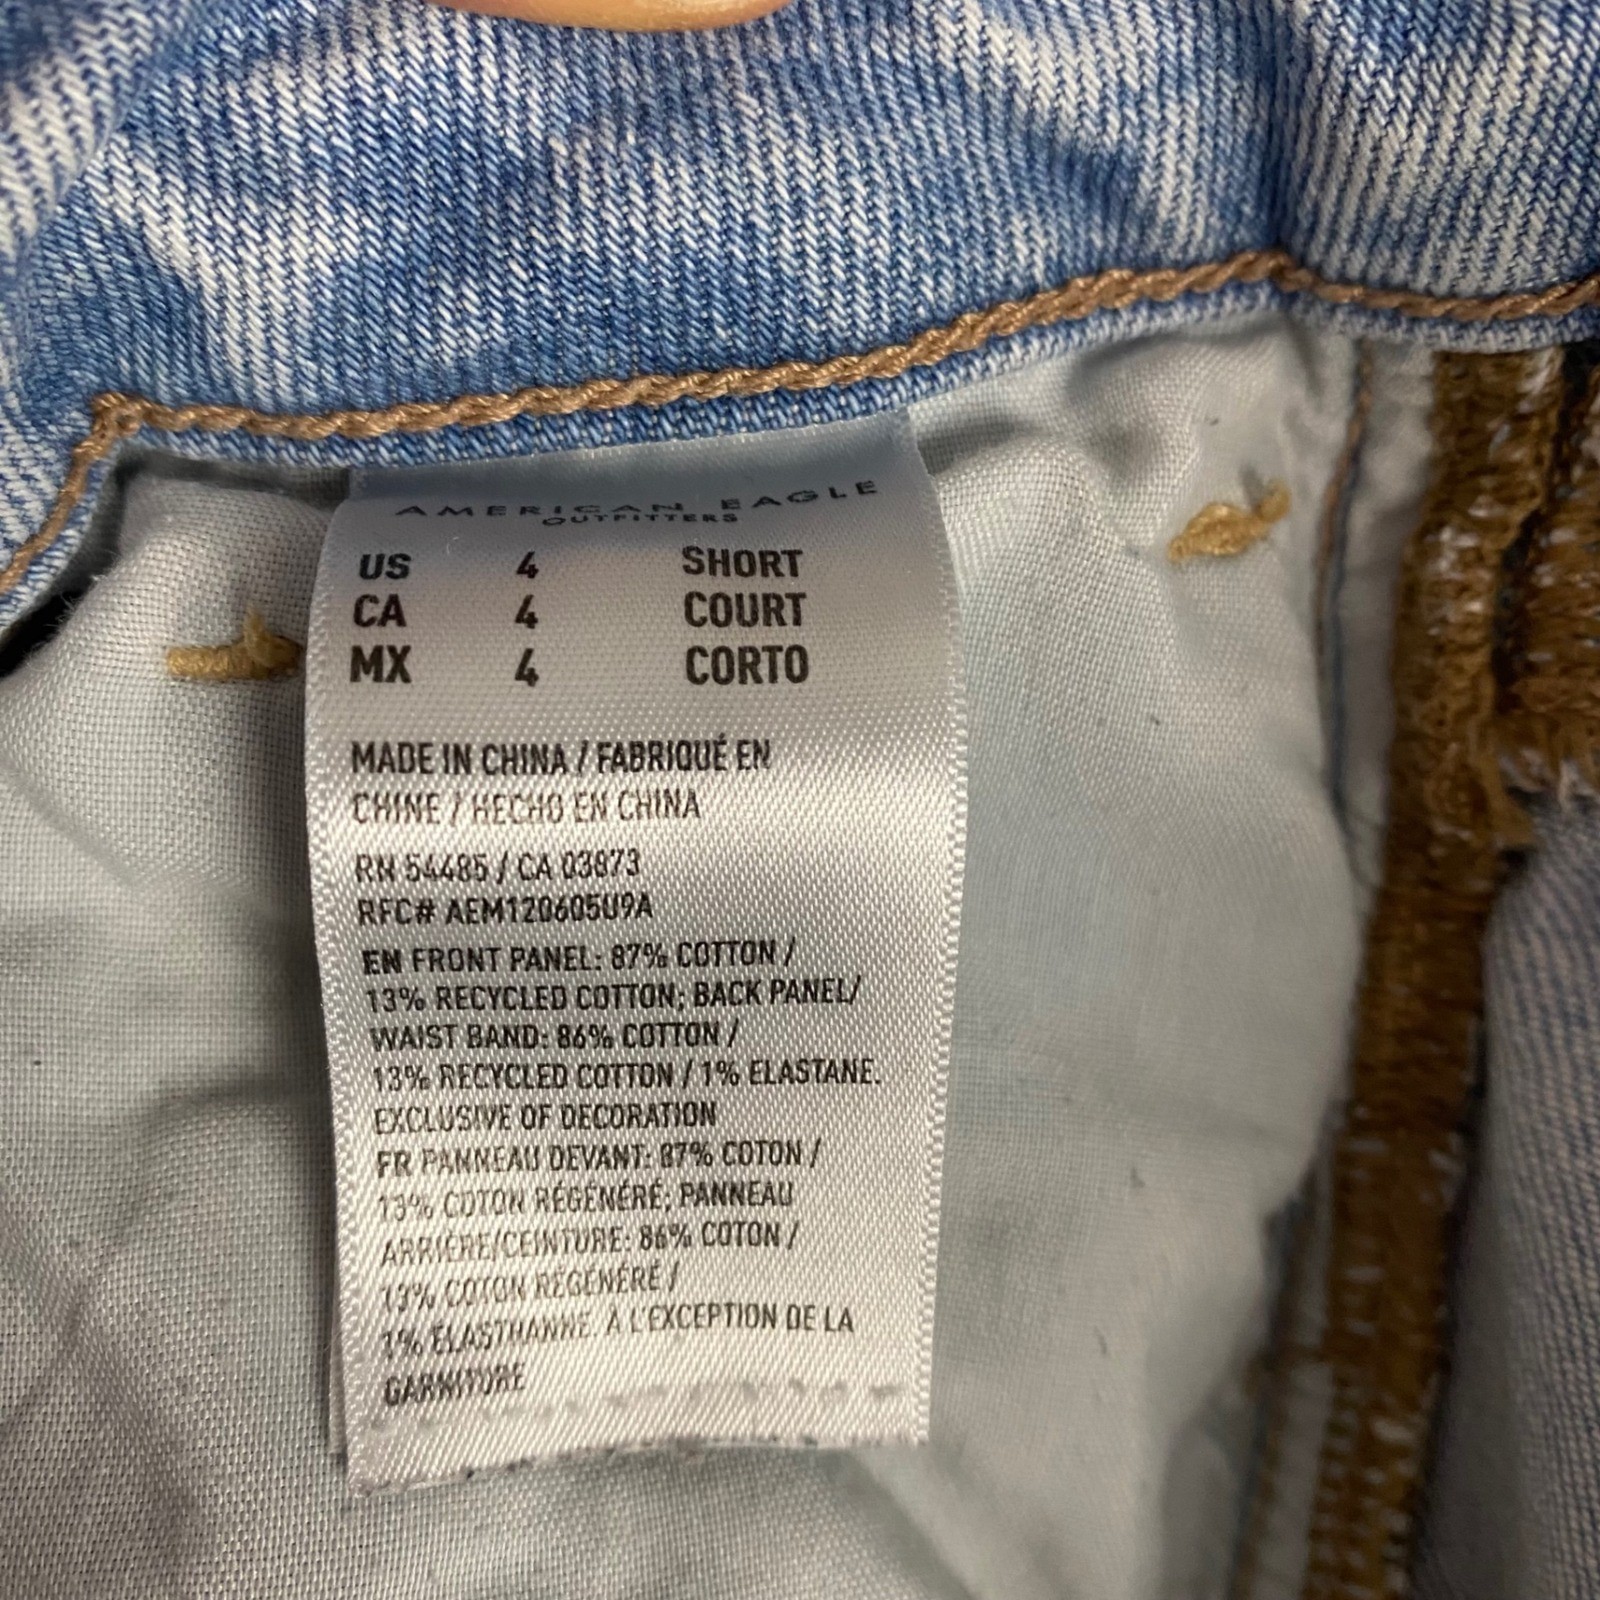 AMERICAN EAGLE
OUTFITTERS
US 4 SHORT
CA 4 COURT
MX 4 CORTO
MADE IN CHINA / FABRIQUÉ EN
CHINE / HECHO EN CHINA
RN 54485 / CA 03873
RFC# AEM120605U9A
EN FRONT PANEL: 87% COTTON /
13% RECYCLED COTTON; BACK PANEL/
WAIST BAND: 86% COTTON /
13% RECYCLED COTTON / 1% ELASTANE.
EXCLUSIVE OF DECORATION
FR PANNEAU DEVANT: 87% COTON /
13% COTON RÉGÉNÉRÉ; PANNEAU
ARRIÈRE/CEINTURE: 86% COTON /
13% COTON RÉGÉNÉRÉ /
1% ÉLASTHANNE. À L'EXCEPTION DE LA
GARNITURE